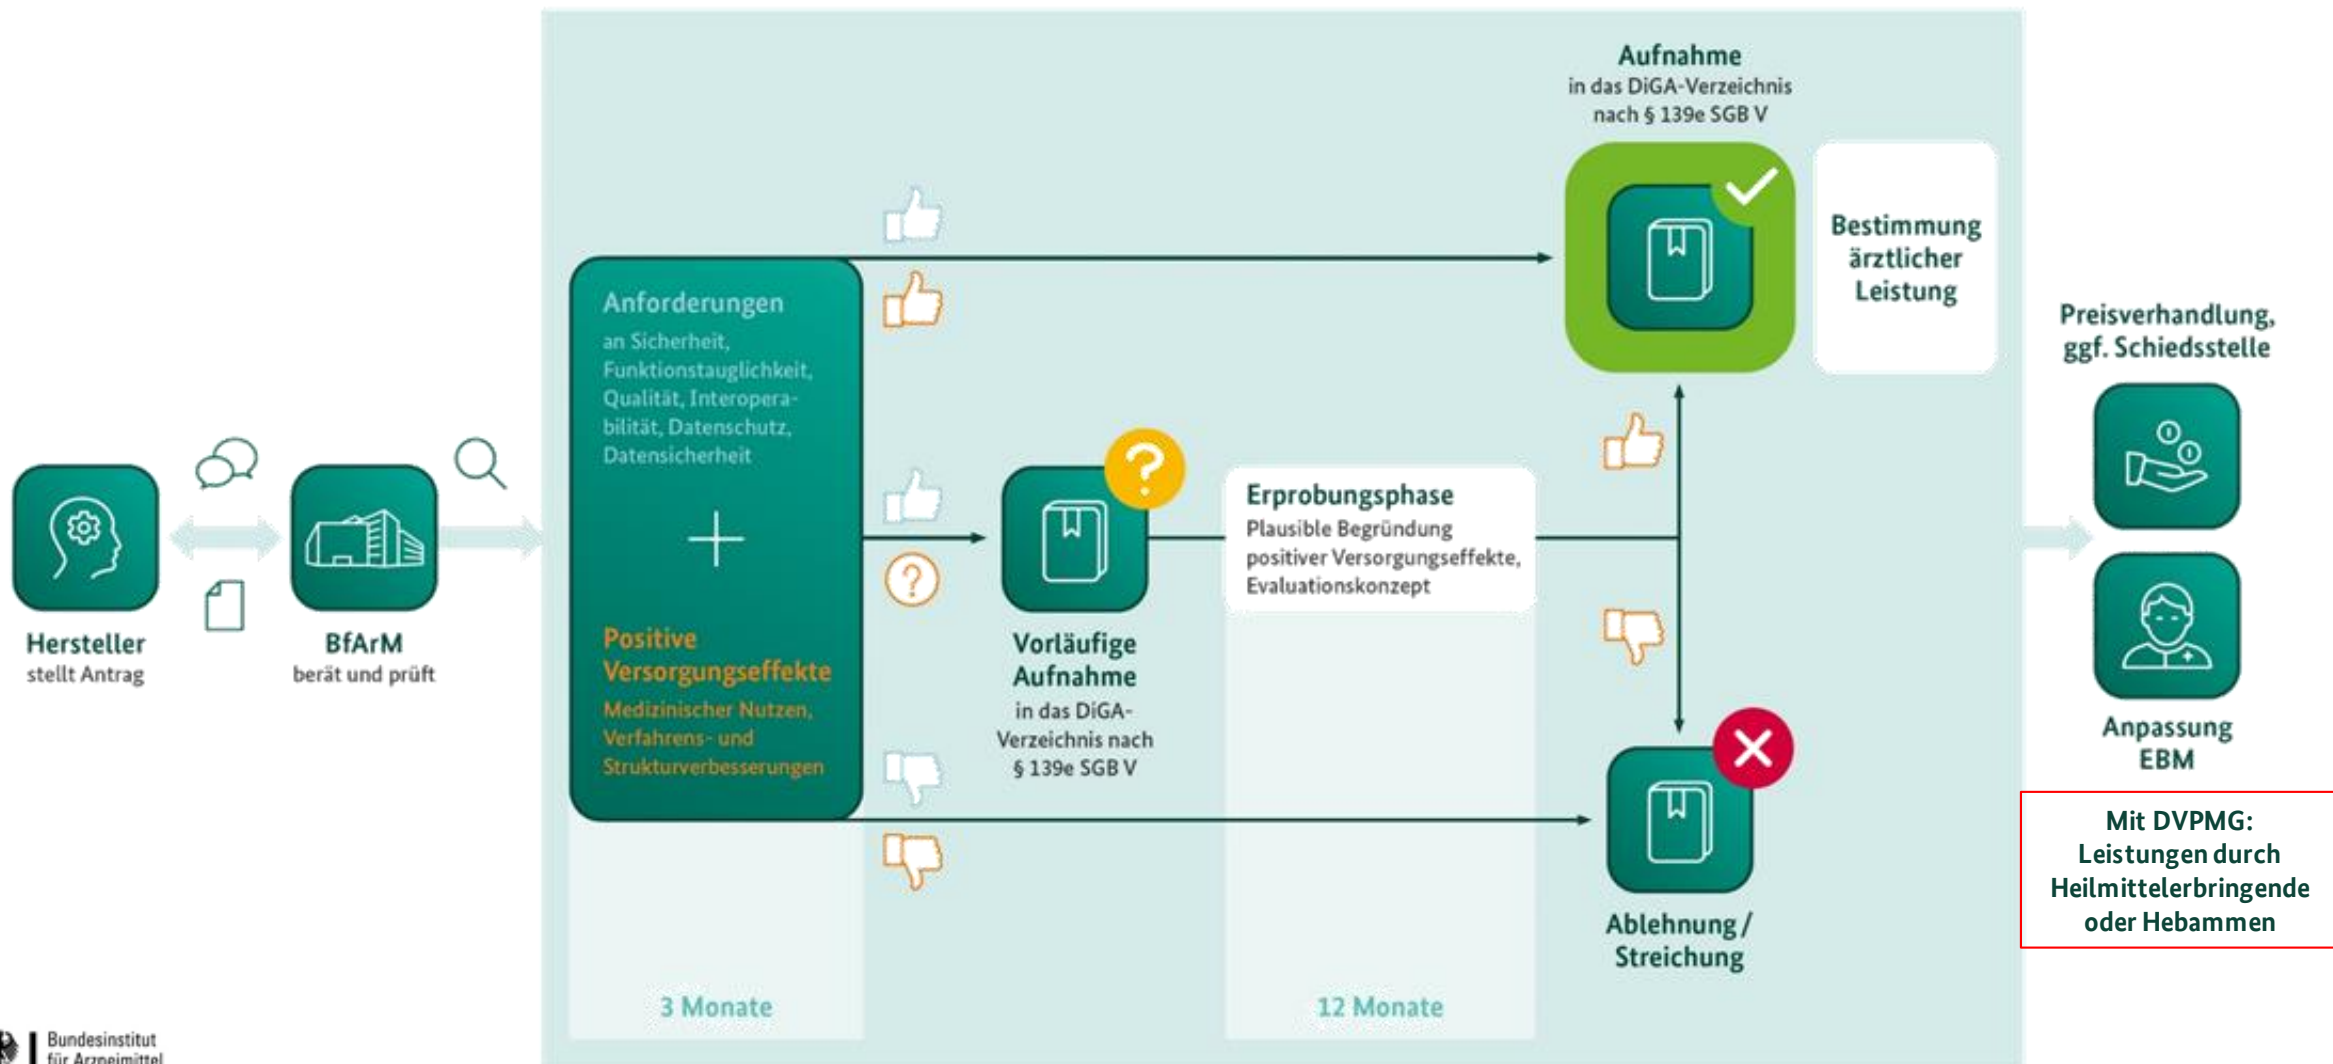 Hersteller
stellt Antrag
BfArM
berät und prüft
Anforderungen
an Sicherheit,
Funktionstauglichkeit,
Qualität, Interopera-
bilität, Datenschutz,
Datensicherheit
+
Positive
Versorgungseffekte
Medizinischer Nutzen,
Verfahrens- und
Strukturverbesserungen
3 Monate
?
?
Vorläufige
Aufnahme
in das DiGA-
Verzeichnis nach
§ 139e SGB V
Erprobungsphase
Plausible Begründung
positiver Versorgungseffekte,
Evaluationskonzept
12 Monate
Aufnahme
in das DiGA-Verzeichnis
nach § 139e SGB V
Bestimmung
ärztlicher
Leistung
Ablehnung /
Streichung
Preisverhandlung,
ggf. Schiedsstelle
Anpassung
EBM
Mit DVPMG:
Leistungen durch
Heilmittelerbringende
oder Hebammen
Bundesinstitut
für Arzneimittel